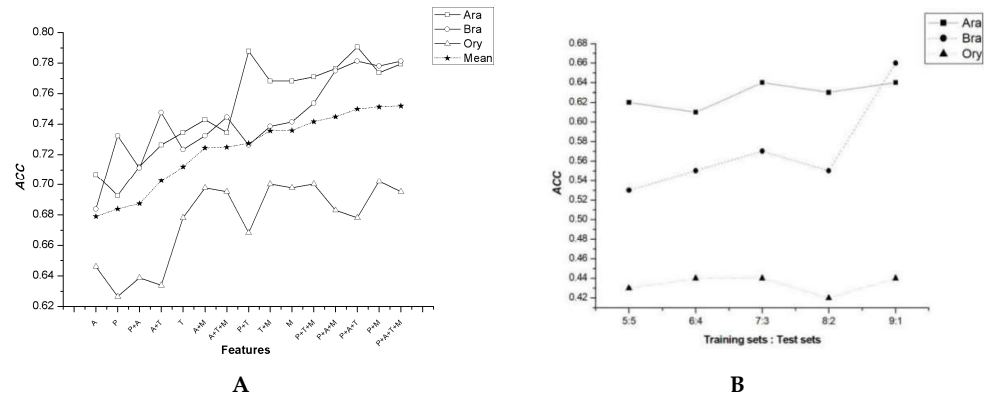 0.80
0.78
0.76
0.74
0.72
0.70
0.68
0.66
0.64
0.62
ACC
A
P
P+A
A+T
T
A+M
A+T+M
P+T
T+M
M
P+T+M
P+A+M
P+A+T
P+M
P+A+T+M
Features
Ara
Bra
Ory
Mean
A
0.68
0.66
0.64
0.62
0.60
0.58
0.56
0.54
0.52
0.50
0.48
0.46
0.44
0.42
ACC
5:5
6:4
7:3
8:2
9:1
Training sets : Test sets
Ara
Bra
Ory
B